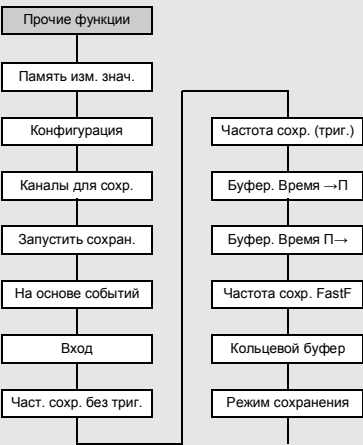 Прочие функции
Память изм. знач.
Конфигурация
Каналы для сохр.
Запустить сохран.
На основе событий
Вход
Част. сохр. без триг.
Частота сохр. (триг.)
Буфер. Время →П
Буфер. Время П→
Частота сохр. FastF
Кольцевой буфер
Режим сохранения